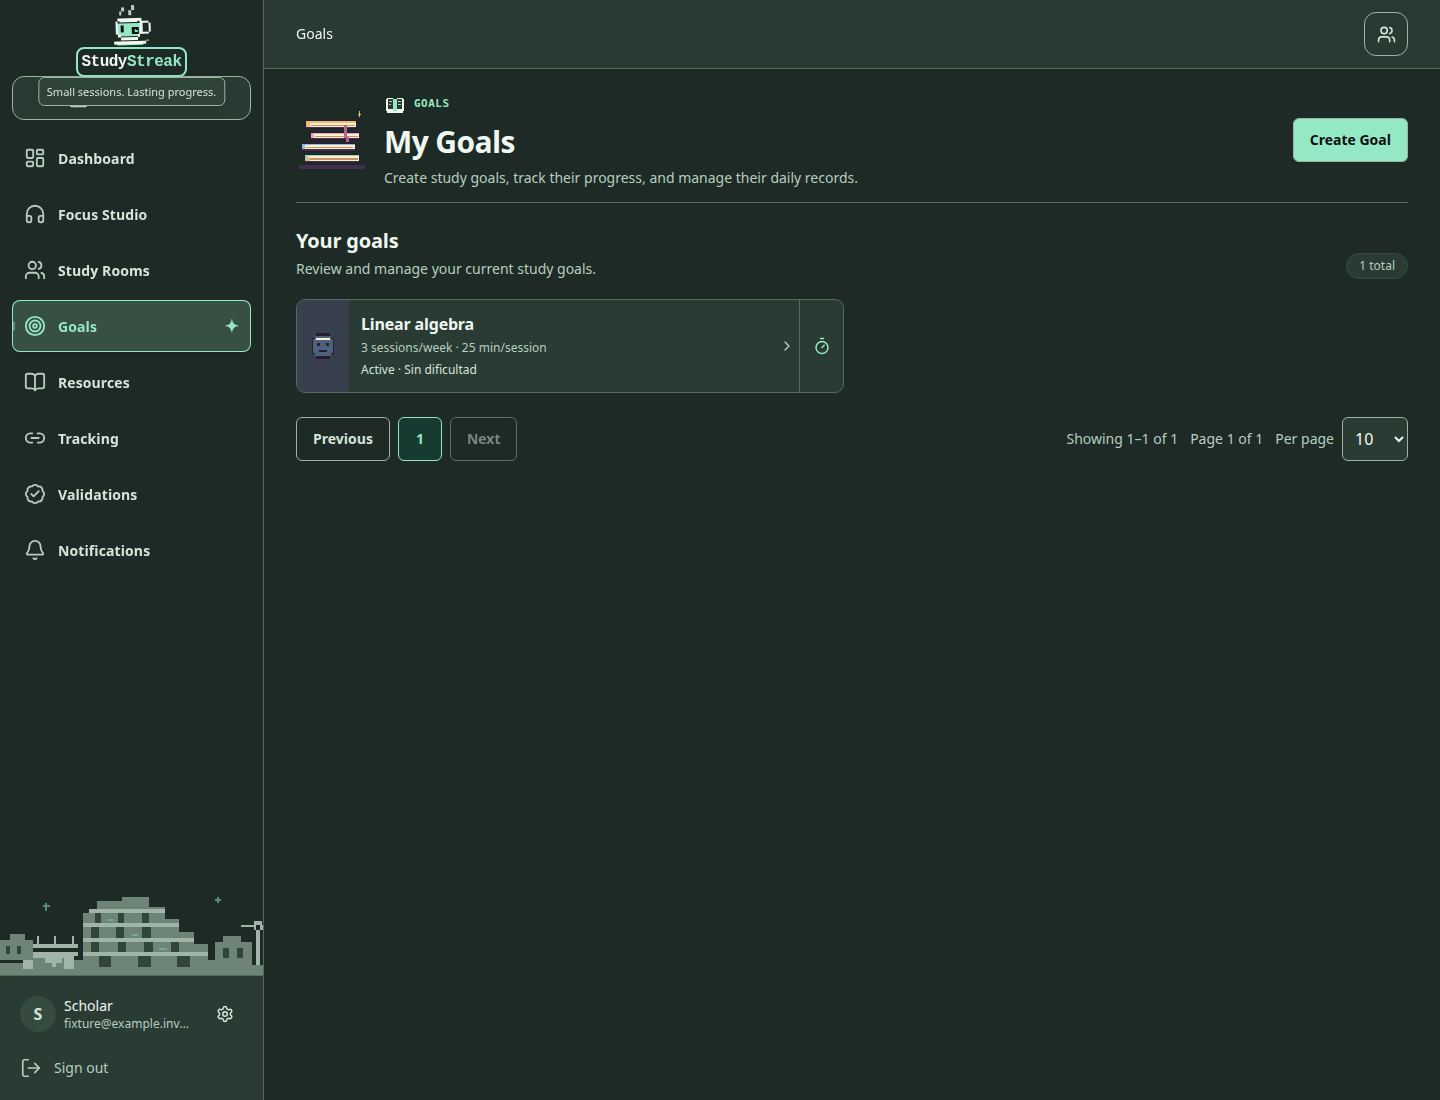 StudyStreak
Small sessions. Lasting progress.
Dashboard
Focus Studio
Study Rooms
Goals
Resources
Tracking
Validations
Notifications
Scholar
S
fixture@example.inv...
Sign out
Goals
GOALS
My Goals
Create study goals, track their progress, and manage their daily records.
Create Goal
Your goals
Review and manage your current study goals.
1 total
Linear algebra
3 sessions/week · 25 min/session
Active · Sin dificultad
Previous
1
Next
Showing 1–1 of 1
Page 1 of 1
Per page
10